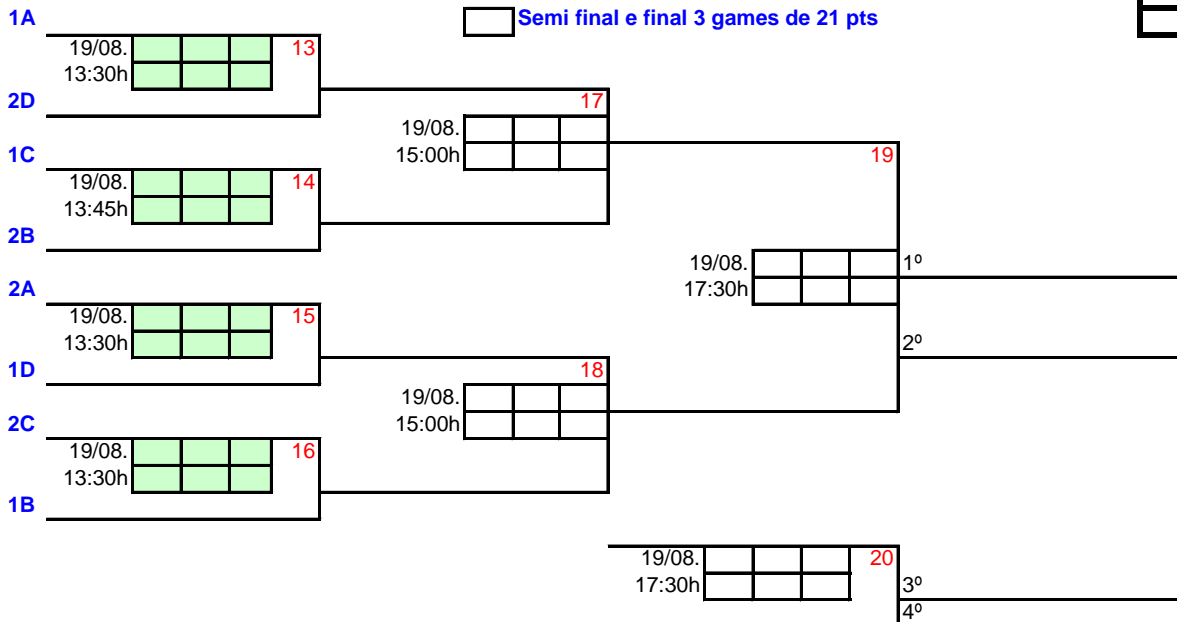 1A
Semi final e final 3 games de 21 pts
19/08.
13
13:30h
2D
17
19/08.
1C
15:00h
19
19/08.
14
13:45h
2B
19/08.
1º
2A
17:30h
19/08.
15
13:30h
2º
1D
18
19/08.
2C
15:00h
19/08.
16
13:30h
1B
19/08.
20
17:30h
3º
4º